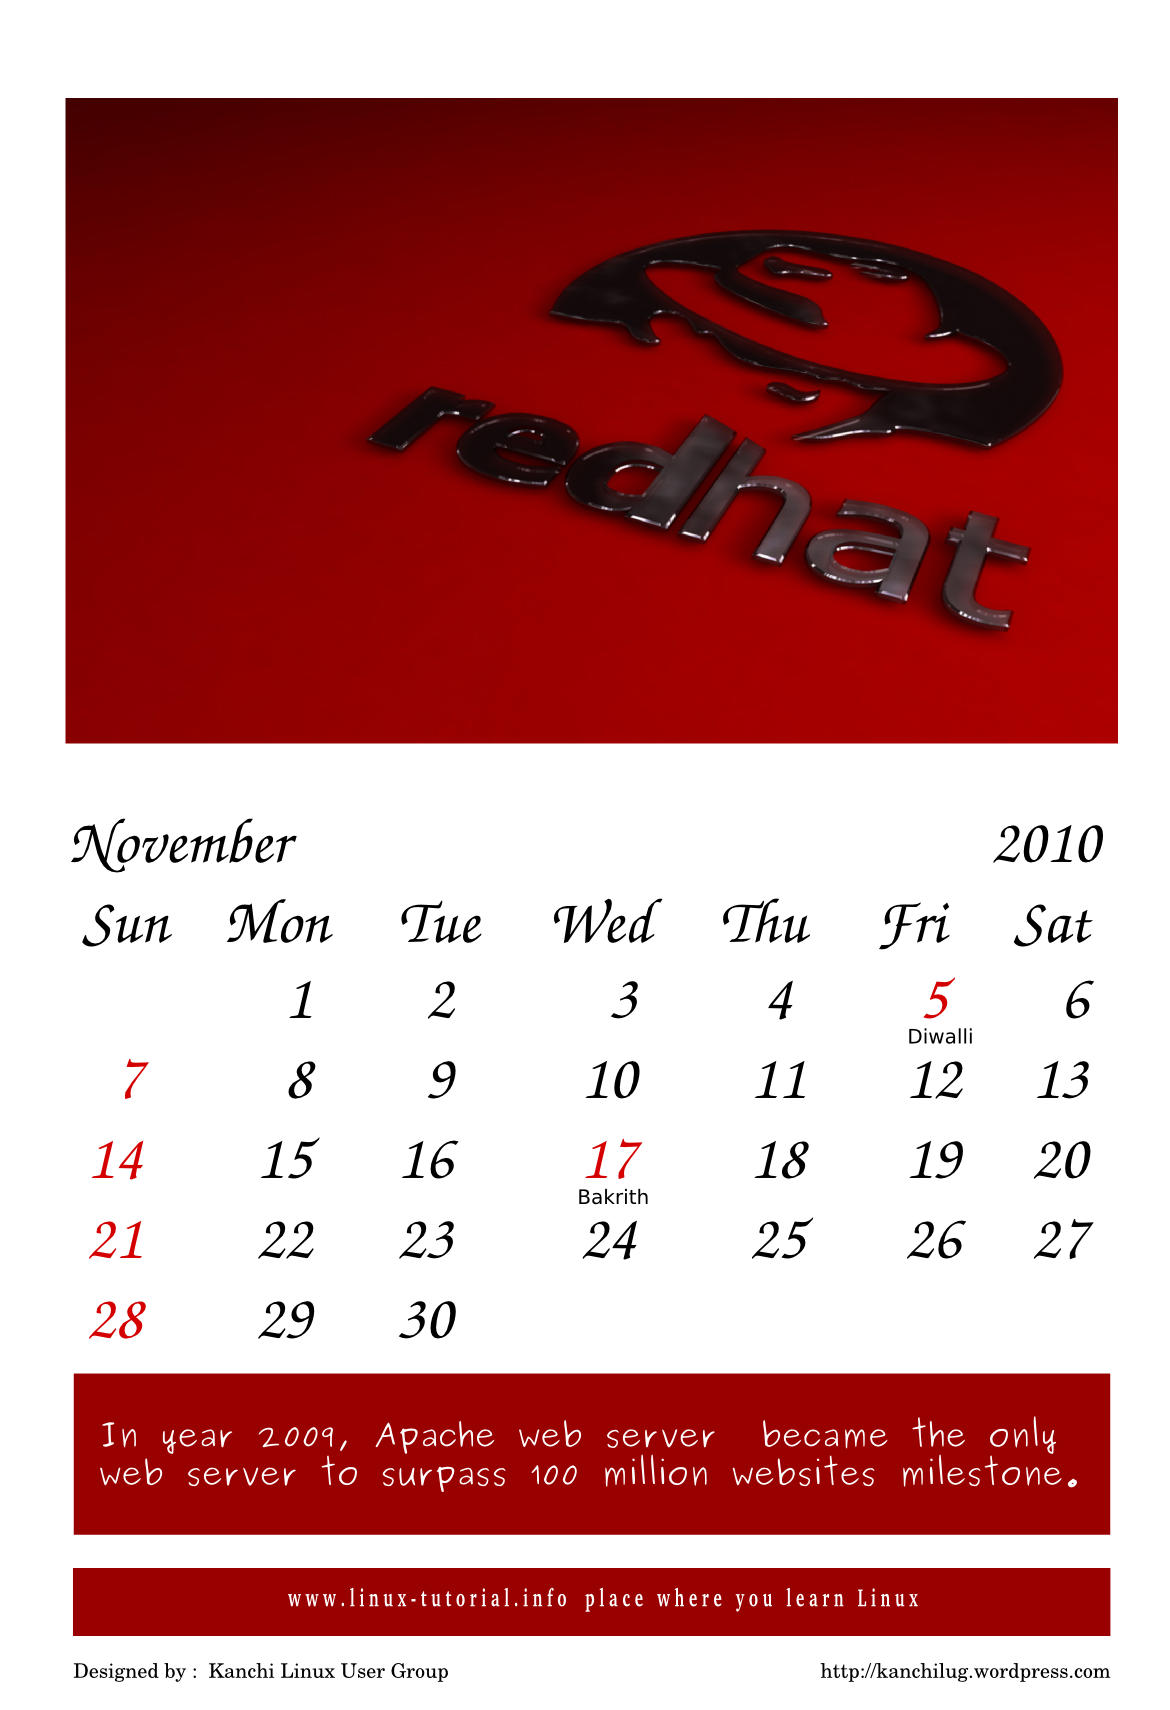 redhat
November 2010
Sun Mon Tue Wed Thu Fri Sat
1 2 3 4 5 6
Diwalli
7 8 9 10 11 12 13
14 15 16 17 18 19 20
Bakrith
21 22 23 24 25 26 27
28 29 30
In year 2009, Apache web server became the only
web server to surpass 100 million websites milestone.
www.linux-tutorial.info place where you learn Linux
Designed by : Kanchi Linux User Group http://kanchilug.wordpress.com